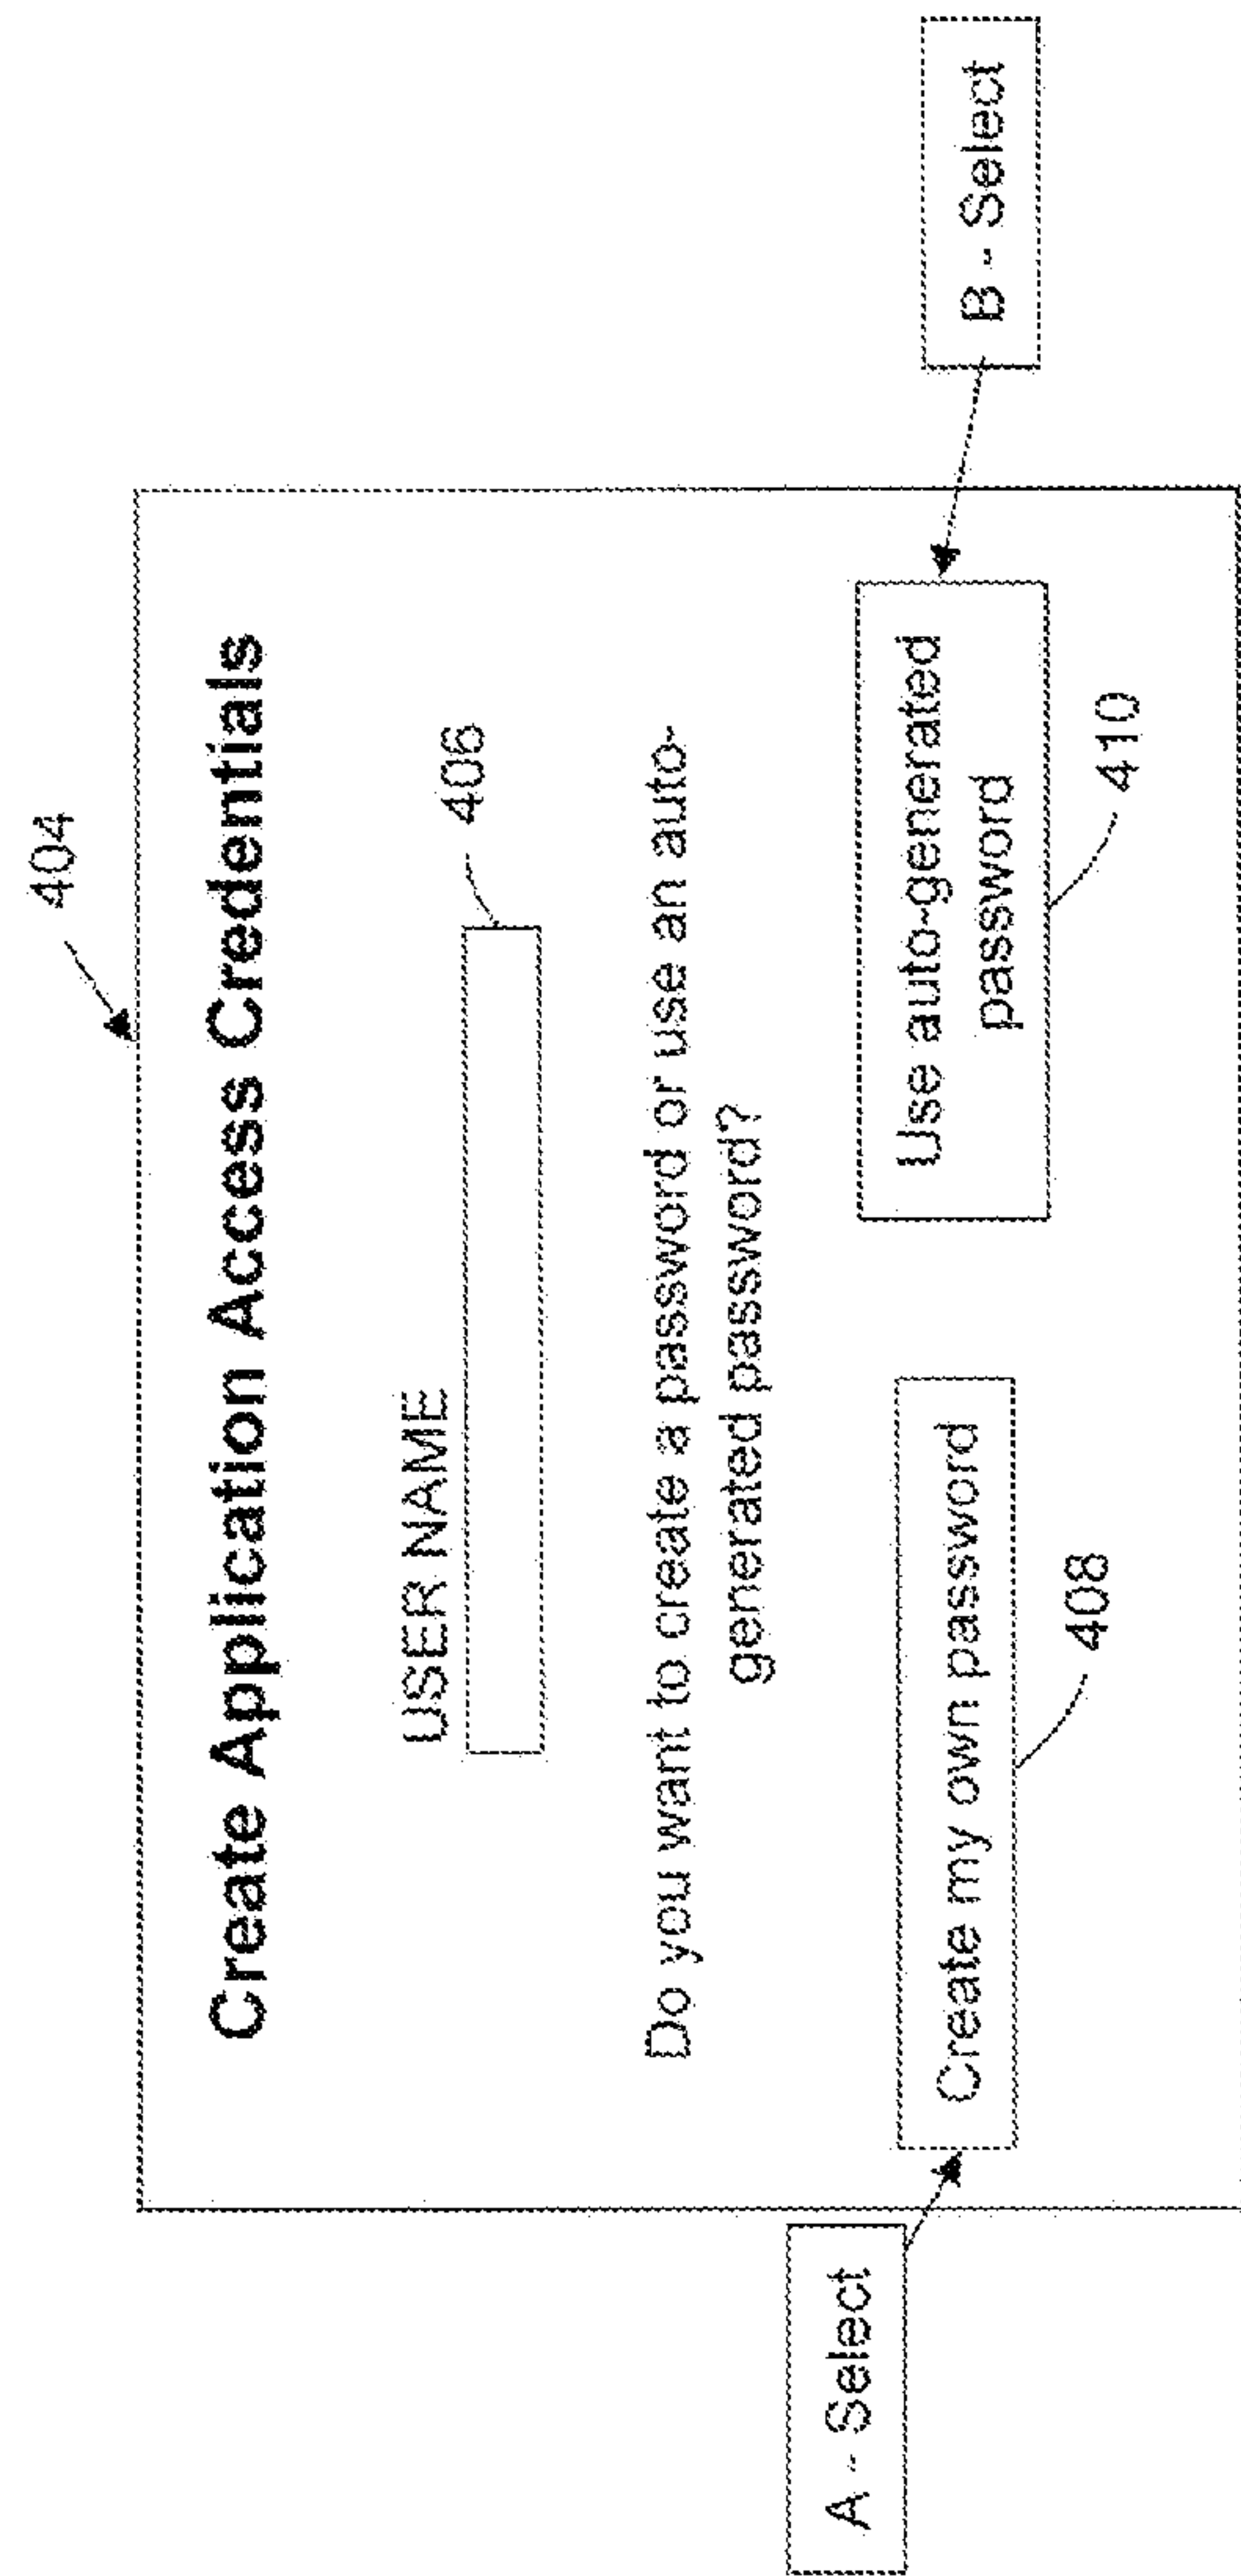 404
Create Application Access Credentials
USER NAME
406
Do you want to create a password or use an auto-
generated password?
A - Select
Create my own password
408
Use auto-generated
password
410
B - Select